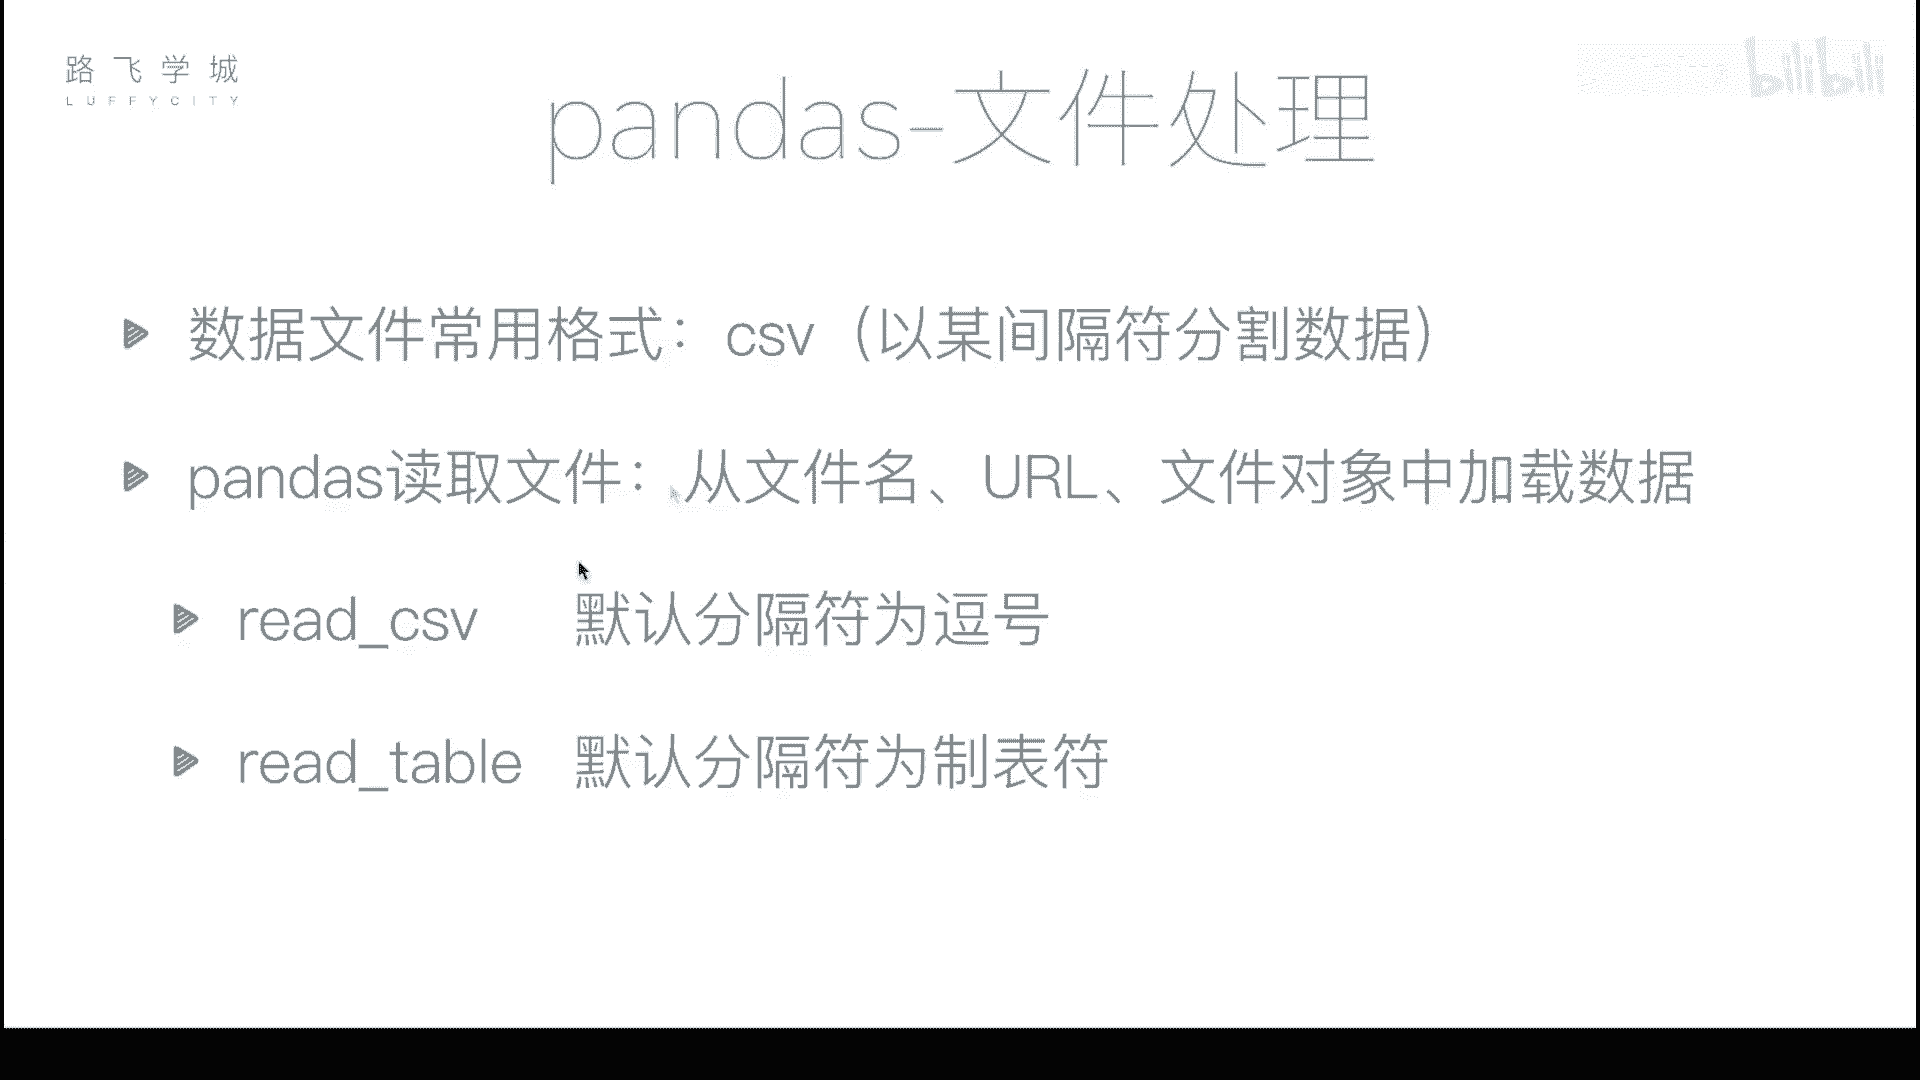 路飞学城
LUFFYCITY
bilibili
pandas-文件处理
数据文件常用格式：csv（以某间隔符分割数据）
pandas读取文件：从文件名、URL、文件对象中加载数据
read_csv 默认分隔符为逗号
read_table 默认分隔符为制表符